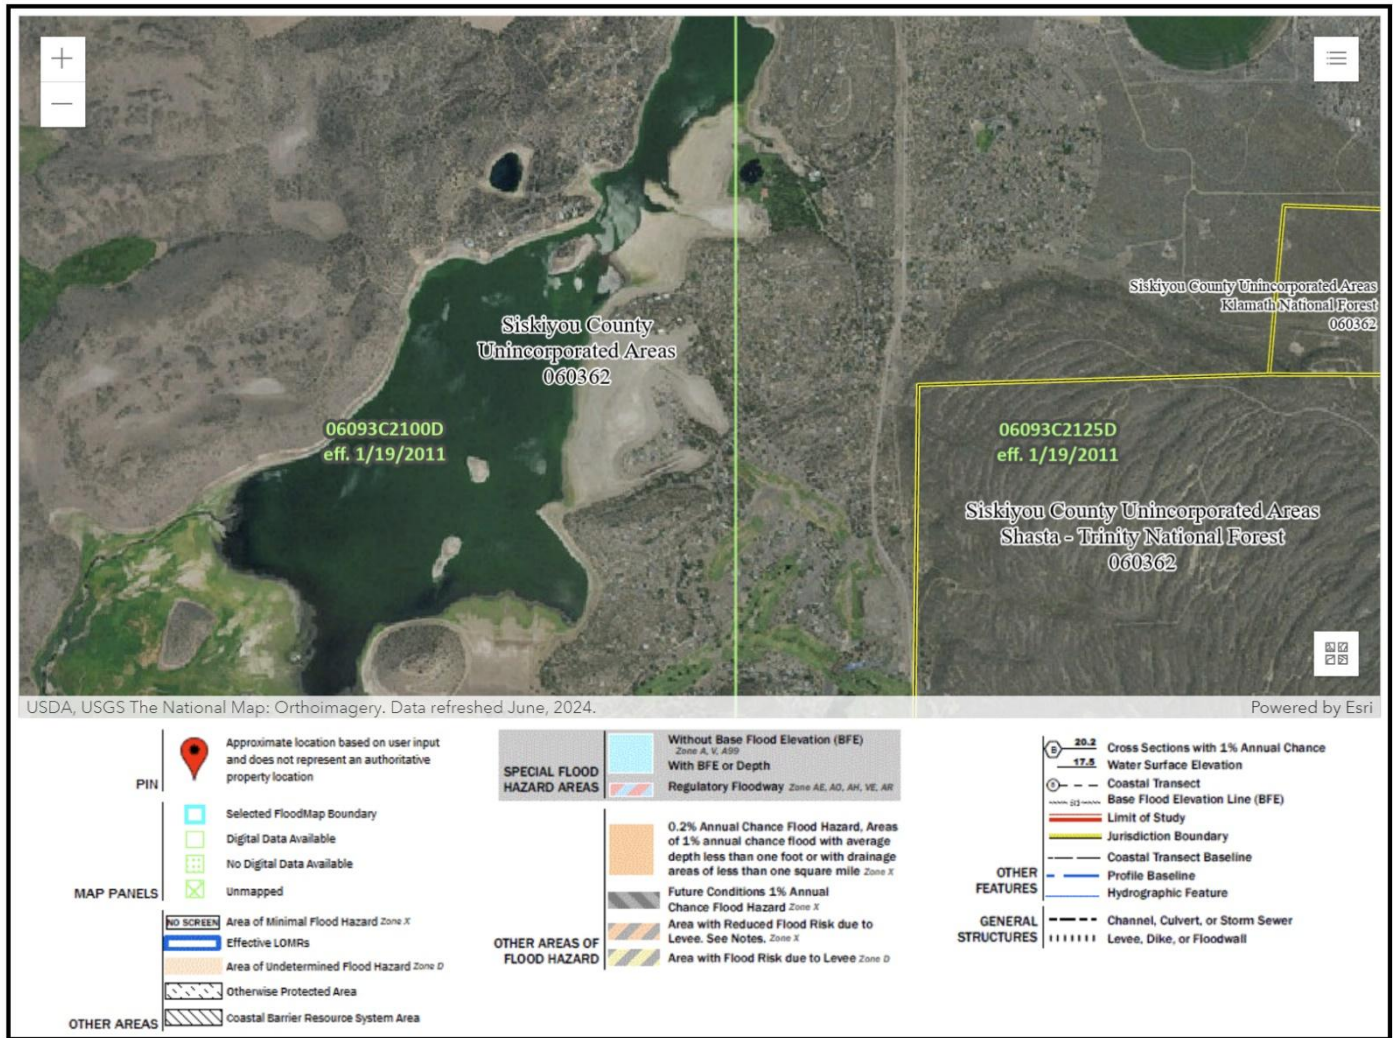 Siskiyou County Unincorporated Areas
Klamath National Forest
060362
Siskiyou County
Unincorporated Areas
060362
06093C2100D
eff. 1/19/2011
06093C2125D
eff. 1/19/2011
Siskiyou County Unincorporated Areas
Shasta - Trinity National Forest
060362
USDA, USGS The National Map: Orthoimagery. Data refreshed June, 2024.
Powered by Esri
PIN
Approximate location based on user input
and does not represent an authoritative
property location
MAP PANELS
Selected FloodMap Boundary
Digital Data Available
No Digital Data Available
Unmapped
OTHER AREAS
NO SCREEN Area of Minimal Flood Hazard Zone X
Effective LOMRs
Area of Undetermined Flood Hazard Zone D
Otherwise Protected Area
Coastal Barrier Resource System Area
SPECIAL FLOOD
HAZARD AREAS
Without Base Flood Elevation (BFE)
Zone A, V, A99
With BFE or Depth
Regulatory Floodway Zone AE, AO, AH, VE, AR
OTHER AREAS OF
FLOOD HAZARD
0.2% Annual Chance Flood Hazard, Areas
of 1% annual chance flood with average
depth less than one foot or with drainage
areas of less than one square mile Zone X
Future Conditions 1% Annual
Chance Flood Hazard Zone X
Area with Reduced Flood Risk due to
Levee. See Notes. Zone X
Area with Flood Risk due to Levee Zone D
OTHER
FEATURES
B 20.2 Cross Sections with 1% Annual Chance
17.5 Water Surface Elevation
Coastal Transect
Base Flood Elevation Line (BFE)
Limit of Study
Jurisdiction Boundary
Coastal Transect Baseline
Profile Baseline
Hydrographic Feature
GENERAL
STRUCTURES
Channel, Culvert, or Storm Sewer
Levee, Dike, or Floodwall